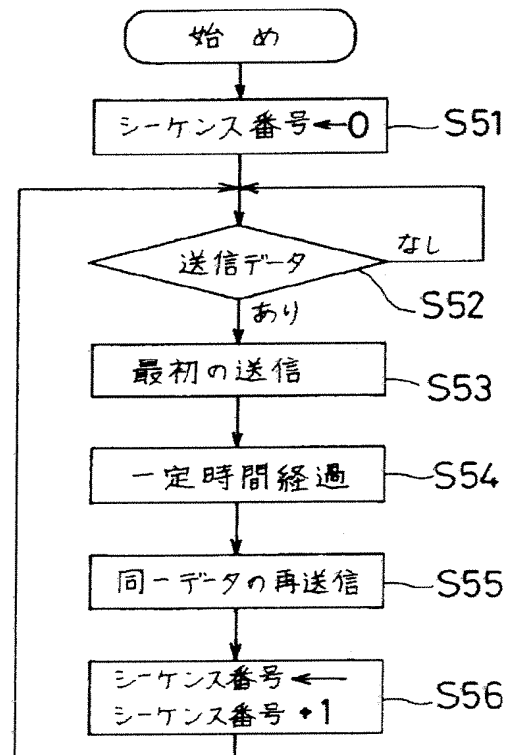 始め
シーケンス番号←0
S51
送信データ
なし
S52
あり
最初の送信
S53
一定時間経過
S54
同一データの再送信
S55
シーケンス番号←
シーケンス番号+1
S56